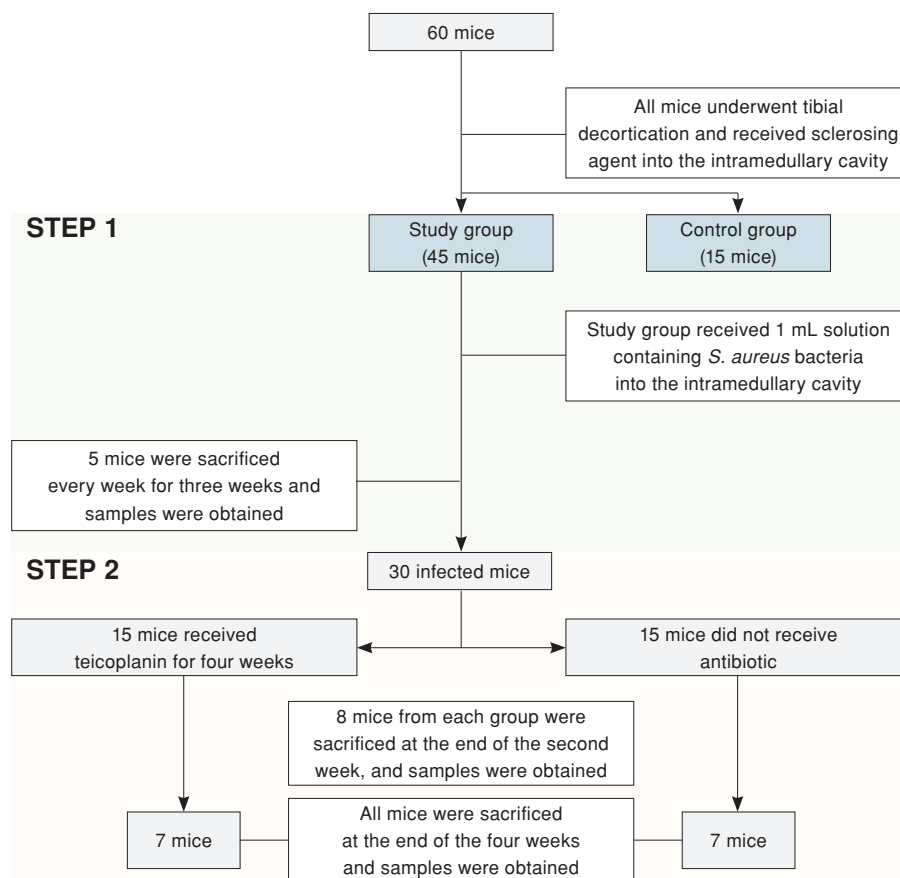 60 mice
All mice underwent tibial
decortication and received sclerosing
agent into the intramedullary cavity
STEP 1
Study group
(45 mice)
Control group
(15 mice)
Study group received 1 mL solution
containing S. aureus bacteria
into the intramedullary cavity
5 mice were sacrificed
every week for three weeks and
samples were obtained
STEP 2
30 infected mice
15 mice received
teicoplanin for four weeks
15 mice did not receive
antibiotic
8 mice from each group were
sacrificed at the end of the second
week, and samples were obtained
7 mice
All mice were sacrificed
at the end of the four weeks
and samples were obtained
7 mice